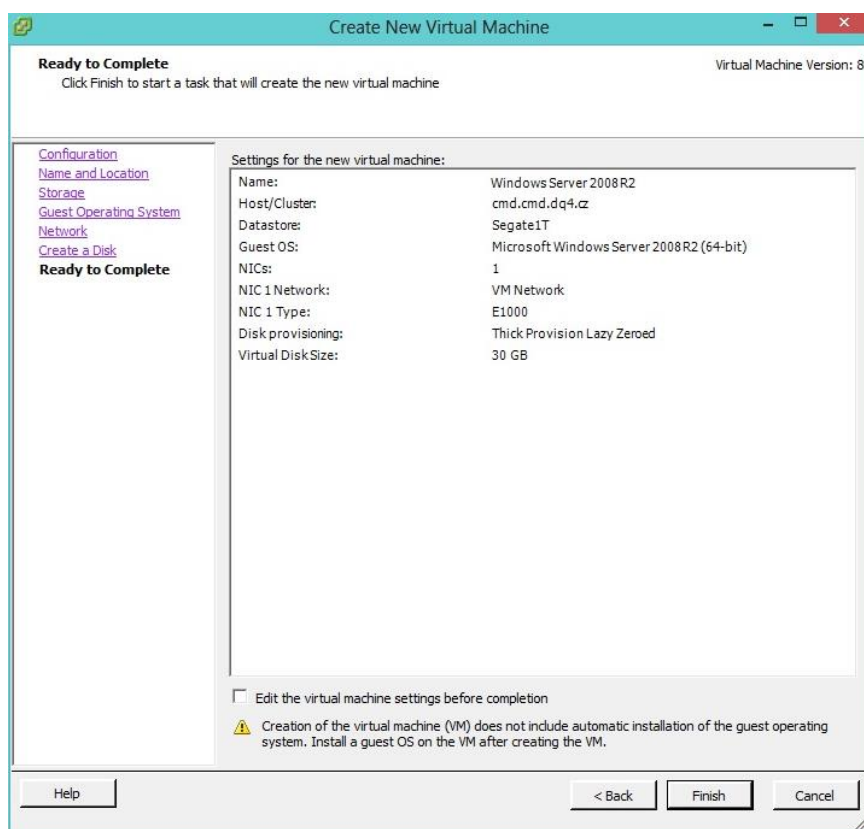 Create New Virtual Machine
Ready to Complete
Click Finish to start a task that will create the new virtual machine
Virtual Machine Version: 8
Configuration
Name and Location
Storage
Guest Operating System
Network
Create a Disk
Ready to Complete
Settings for the new virtual machine:
Name: Windows Server 2008R2
Host/Cluster: cmd.cmd.dq4.cz
Datastore: Segate1T
Guest OS: Microsoft Windows Server 2008R2 (64-bit)
NICs: 1
NIC 1 Network: VM Network
NIC 1 Type: E1000
Disk provisioning: Thick Provision Lazy Zeroed
Virtual Disk Size: 30 GB
Edit the virtual machine settings before completion
Creation of the virtual machine (VM) does not include automatic installation of the guest operating
system. Install a guest OS on the VM after creating the VM.
Help
< Back
Finish
Cancel